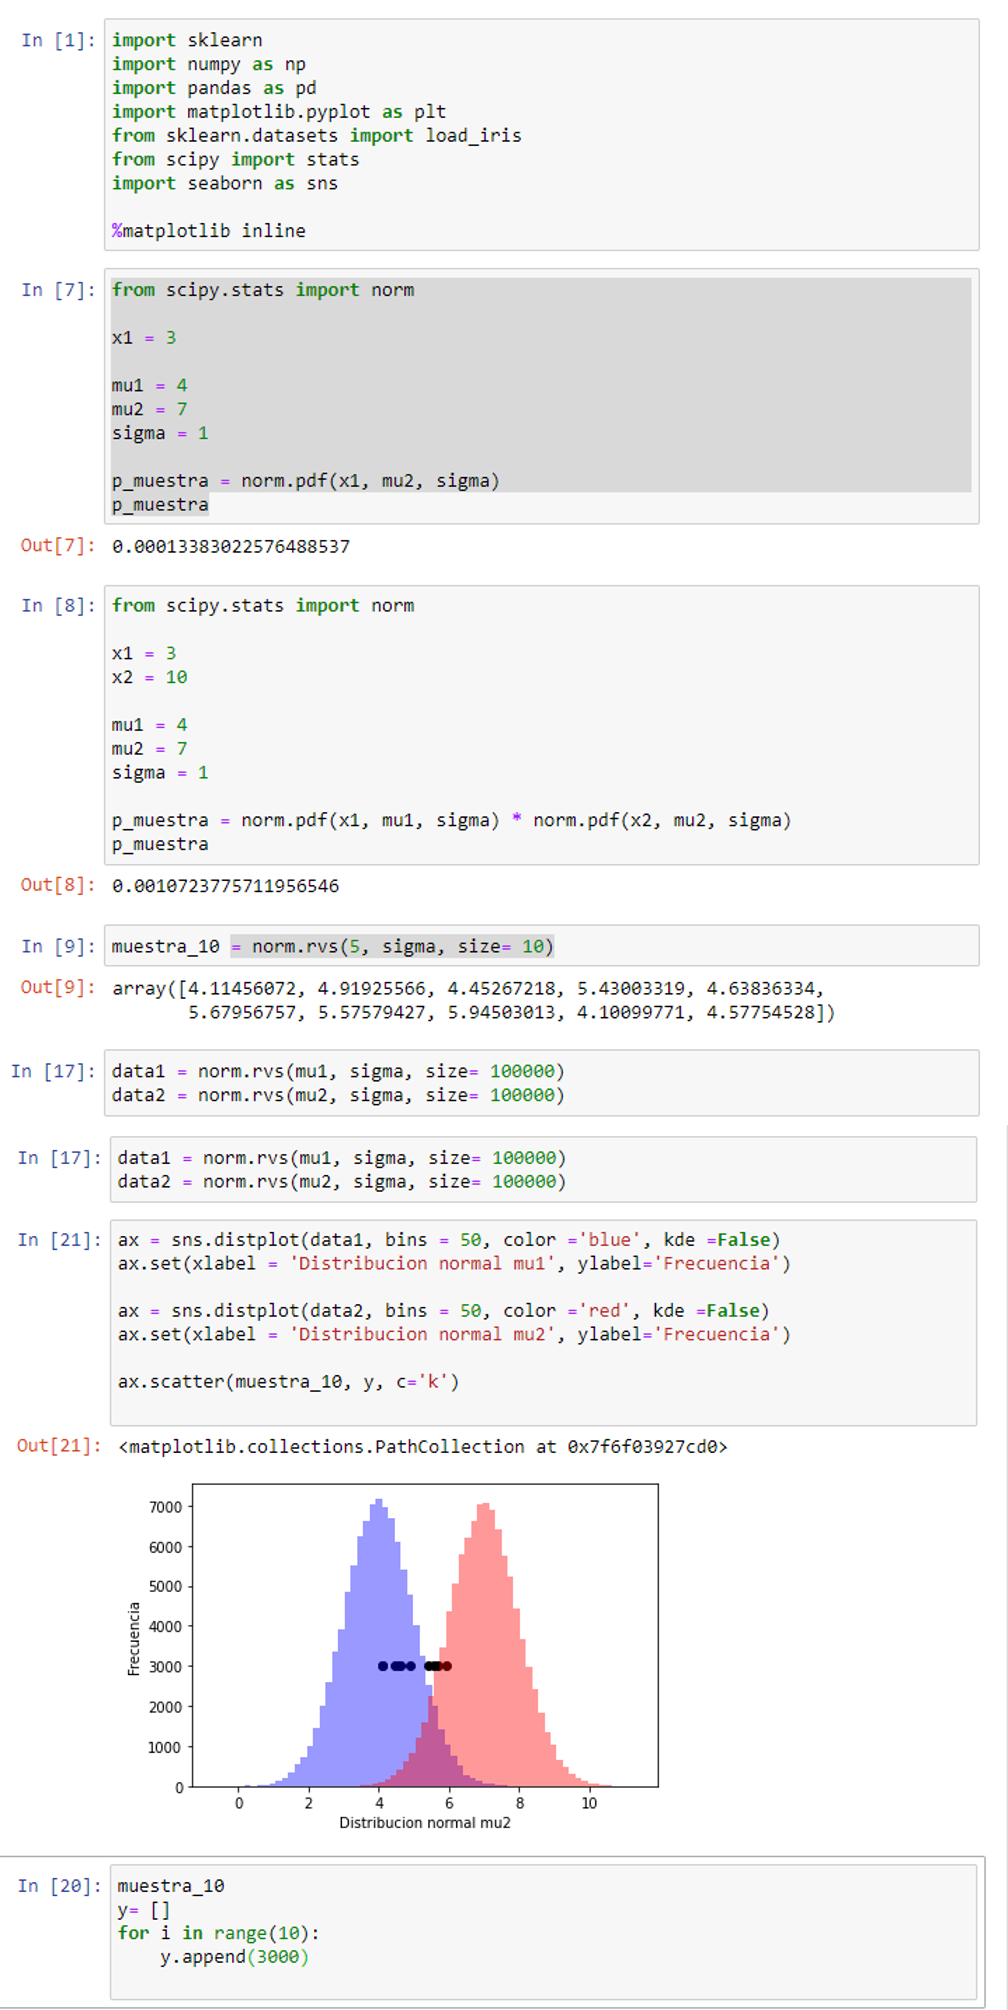 In [1]: import sklearn
import numpy as np
import pandas as pd
import matplotlib.pyplot as plt
from sklearn.datasets import load_iris
from scipy import stats
import seaborn as sns
%matplotlib inline
In [7]: from scipy.stats import norm
x1 = 3
mu1 = 4
mu2 = 7
sigma = 1
p_muestra = norm.pdf(x1, mu2, sigma)
p_muestra
Out[7]: 0.00013383022576488537
In [8]: from scipy.stats import norm
x1 = 3
x2 = 10
mu1 = 4
mu2 = 7
sigma = 1
p_muestra = norm.pdf(x1, mu1, sigma) * norm.pdf(x2, mu2, sigma)
p_muestra
Out[8]: 0.0010723775711956546
In [9]: muestra_10 = norm.rvs(5, sigma, size= 10)
Out[9]: array([4.11456072, 4.91925566, 4.45267218, 5.43003319, 4.63836334,
5.67956757, 5.57579427, 5.94503013, 4.10099771, 4.57754528])
In [17]: data1 = norm.rvs(mu1, sigma, size= 100000)
data2 = norm.rvs(mu2, sigma, size= 100000)
In [17]: data1 = norm.rvs(mu1, sigma, size= 100000)
data2 = norm.rvs(mu2, sigma, size= 100000)
In [21]: ax = sns.distplot(data1, bins = 50, color ='blue', kde =False)
ax.set(xlabel = 'Distribucion normal mu1', ylabel='Frecuencia')
ax = sns.distplot(data2, bins = 50, color ='red', kde =False)
ax.set(xlabel = 'Distribucion normal mu2', ylabel='Frecuencia')
ax.scatter(muestra_10, y, c='k')
Out[21]: <matplotlib.collections.PathCollection at 0x7f6f03927cd0>
7000
6000
5000
4000
3000
2000
1000
0
Frecuencia
0 2 4 6 8 10
Distribucion normal mu2
In [20]: muestra_10
y= []
for i in range(10):
y.append(3000)